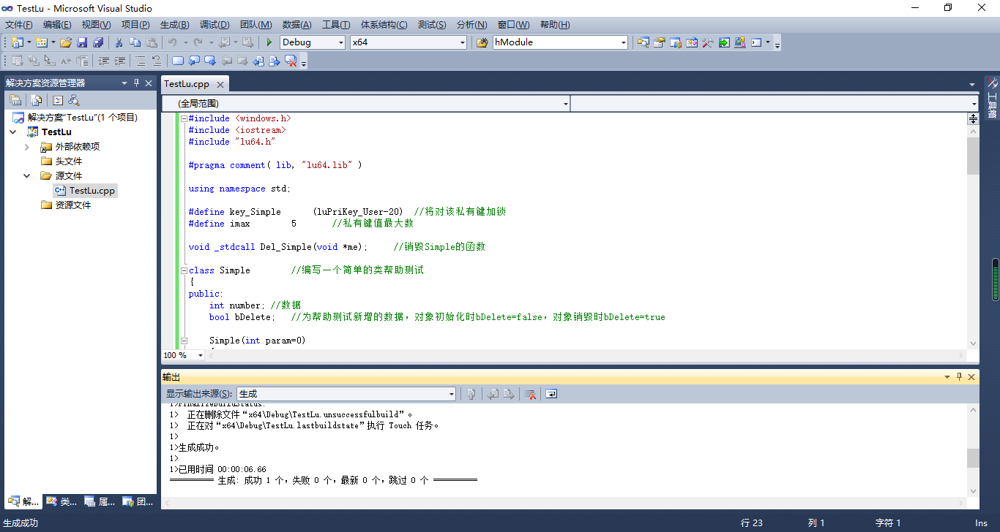 TestLu - Microsoft Visual Studio
文件(F) 编辑(E) 视图(V) 项目(P) 生成(B) 调试(D) 团队(M) 数据(A) 工具(T) 体系结构(C) 测试(S) 分析(N) 窗口(W) 帮助(H)
Debug x64 hModule
解决方案资源管理器
解决方案"TestLu"(1 个项目)
TestLu
外部依赖项
头文件
源文件
TestLu.cpp
资源文件
解... 类... 属... 团...
TestLu.cpp
(全局范围)
#include <windows.h>
#include <iostream>
#include "lu64.h"
#pragma comment( lib, "lu64.lib" )
using namespace std;
#define key_Simple (luPriKey_User-20) //将对该私有键加锁
#define imax 5 //私有键值最大数
void _stdcall Del_Simple(void *me); //销毁Simple的函数
class Simple //编写一个简单的类帮助测试
{
public:
int number; //数据
bool bDelete; //为帮助测试新增的数据，对象初始化时bDelete=false，对象销毁时bDelete=true
Simple(int param=0)
100 %
工具箱
输出
显示输出来源(S): 生成
1>FinalizeBuildStatus:
1> 正在删除文件“x64\Debug\TestLu.unsuccessfulbuild”。
1> 正在对“x64\Debug\TestLu.lastbuildstate”执行 Touch 任务。
1>
1>生成成功。
1>
1>已用时间 00:00:06.66
========== 生成: 成功 1 个，失败 0 个，最新 0 个，跳过 0 个 ==========
生成成功 行 23 列 1 字符 1 Ins